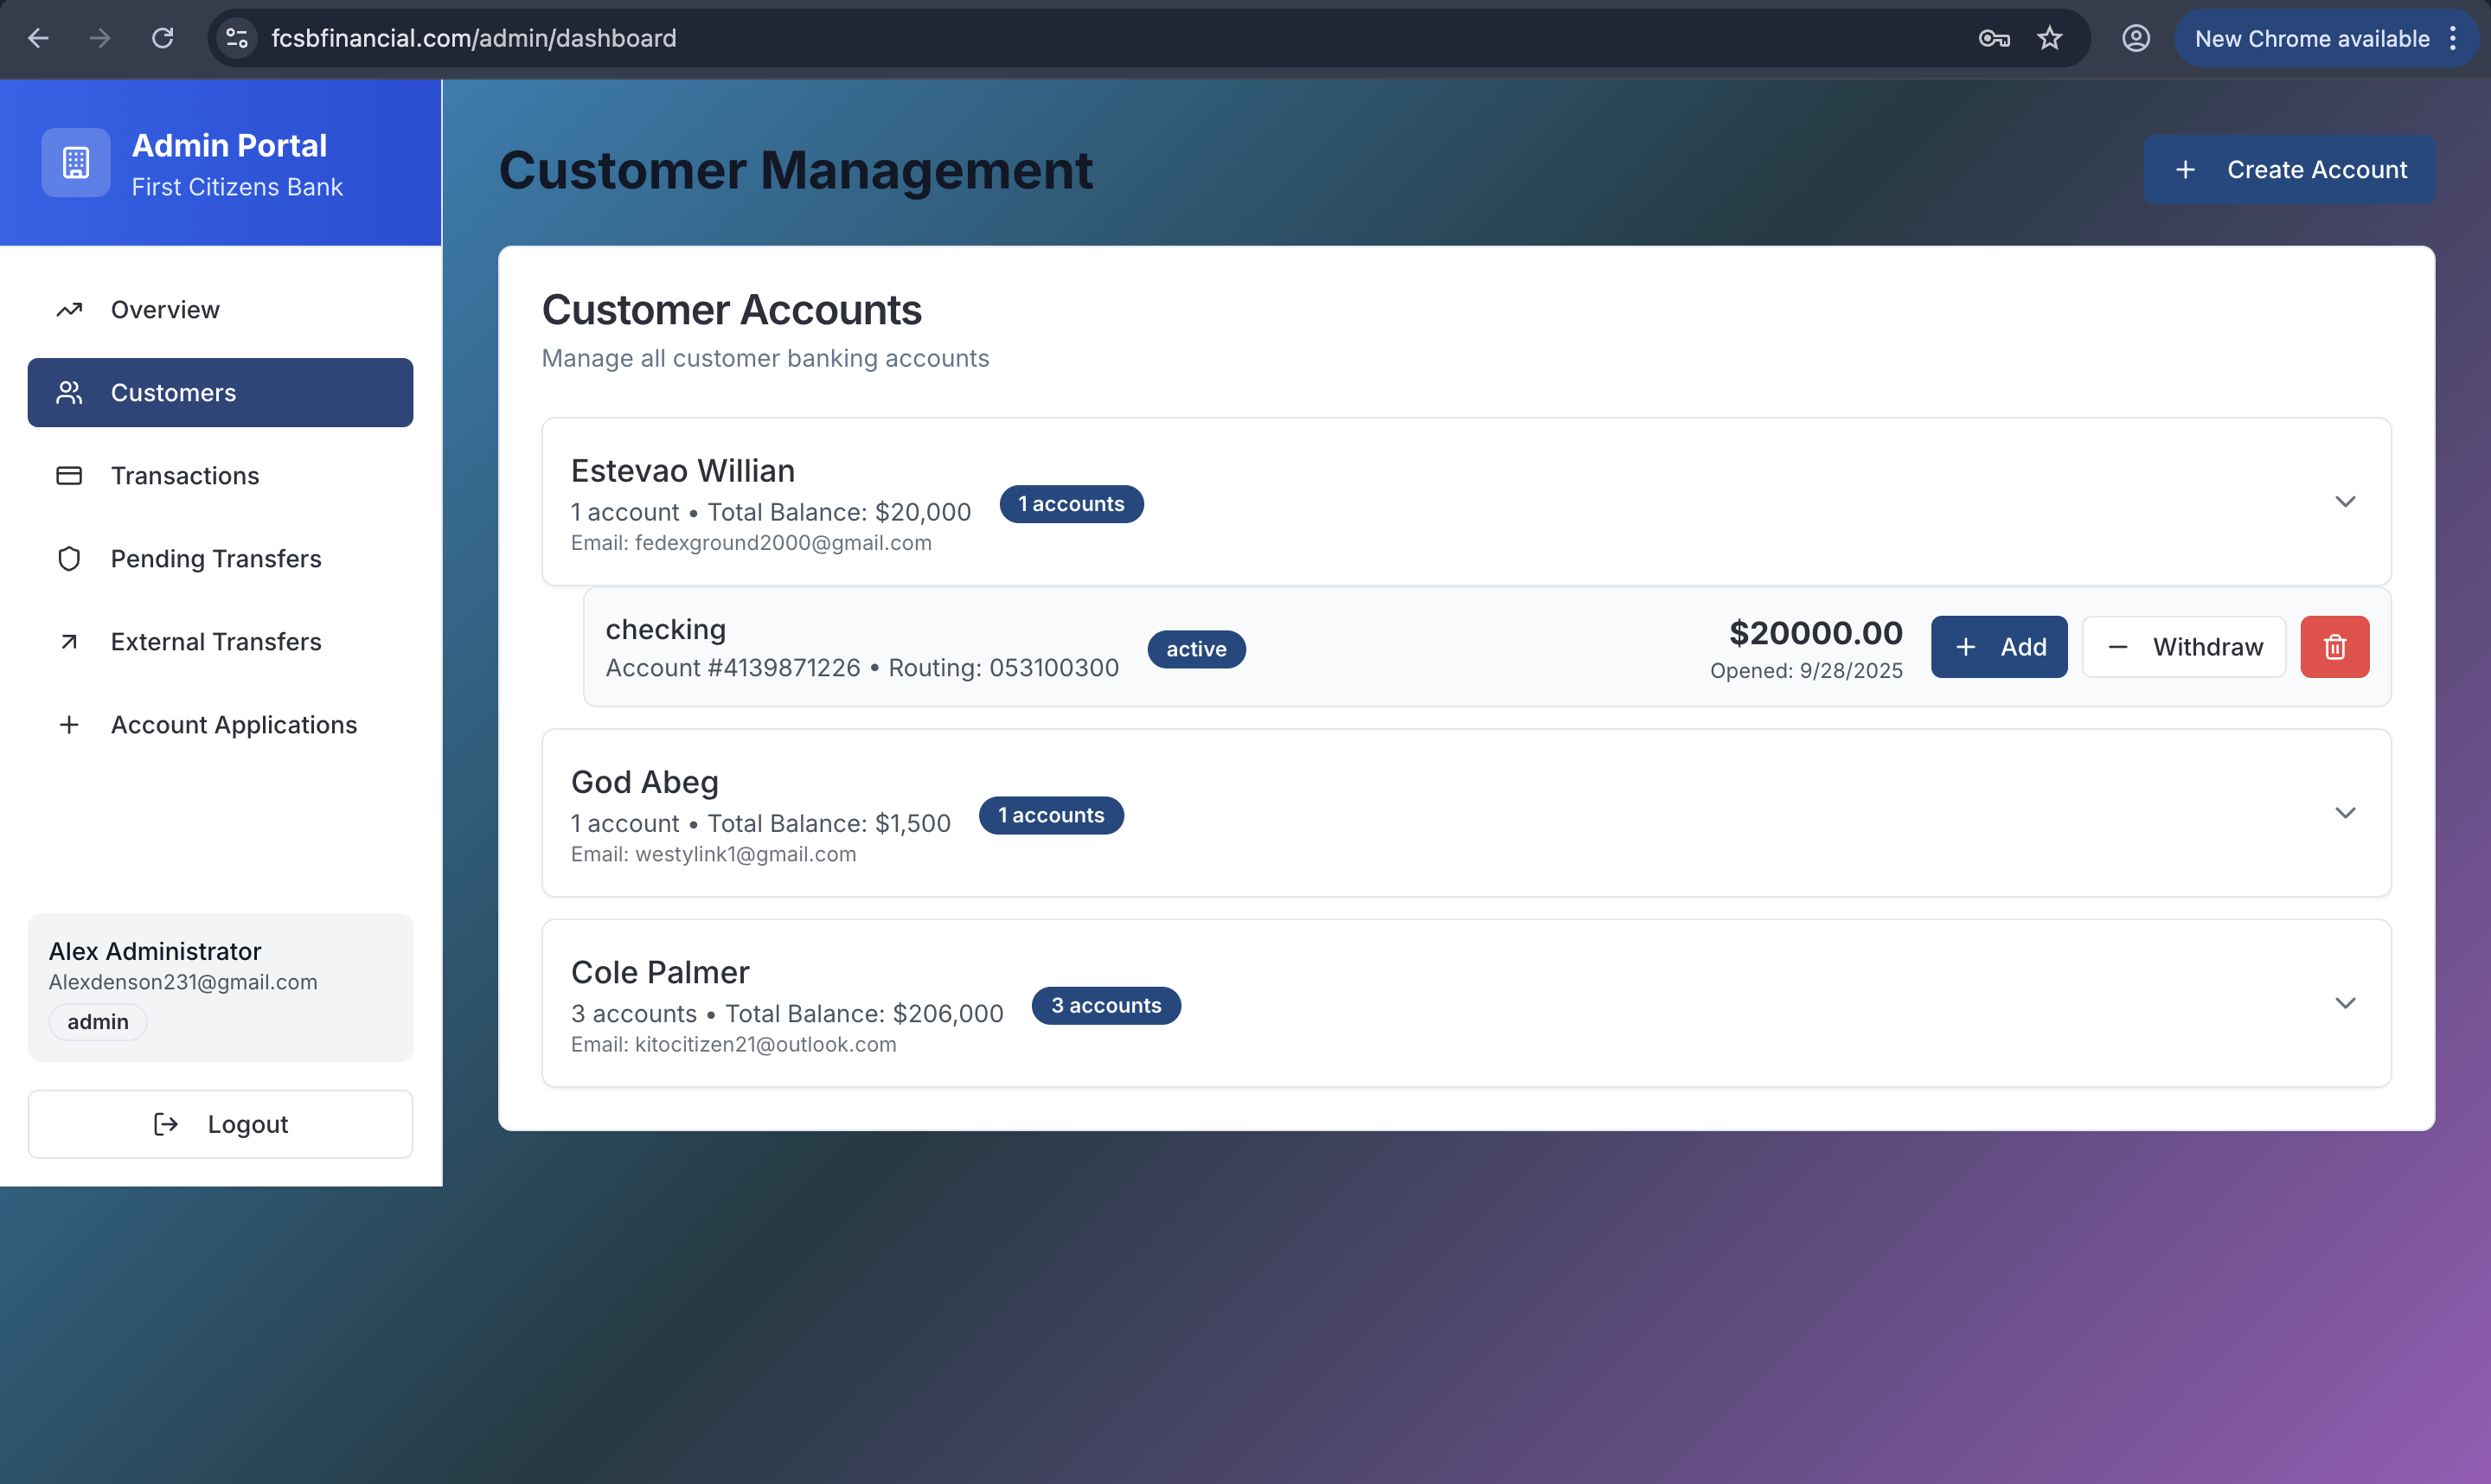 fcsbfinancial.com/admin/dashboard
New Chrome available
Admin Portal
First Citizens Bank
Customer Management
Create Account
Overview
Customers
Transactions
Pending Transfers
External Transfers
Account Applications
Alex Administrator
Alexdenson231@gmail.com
admin
Logout
Customer Accounts
Manage all customer banking accounts
Estevao Willian
1 account • Total Balance: $20,000
1 accounts
Email: fedexground2000@gmail.com
checking
Account #4139871226 • Routing: 053100300
active
$20000.00
Opened: 9/28/2025
Add
Withdraw
God Abeg
1 account • Total Balance: $1,500
1 accounts
Email: westylink1@gmail.com
Cole Palmer
3 accounts • Total Balance: $206,000
3 accounts
Email: kitocitizen21@outlook.com